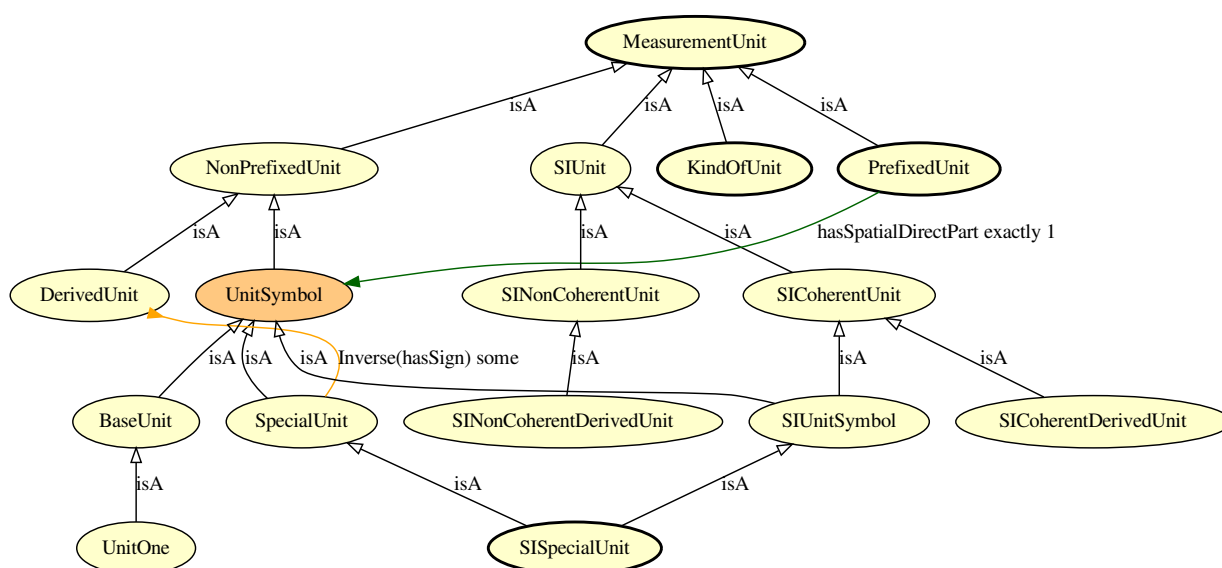 MeasurementUnit
isA
isA
isA
isA
NonPrefixedUnit
SIUnit
KindOfUnit
PrefixedUnit
isA
isA
isA
hasSpatialDirectPart exactly 1
DerivedUnit
UnitSymbol
SINonCoherentUnit
SICoherentUnit
isA
isA
isA
Inverse(hasSign) some
isA
isA
isA
BaseUnit
SpecialUnit
SINonCoherentDerivedUnit
SIUnitSymbol
SICoherentDerivedUnit
isA
isA
isA
UnitOne
SISpecialUnit